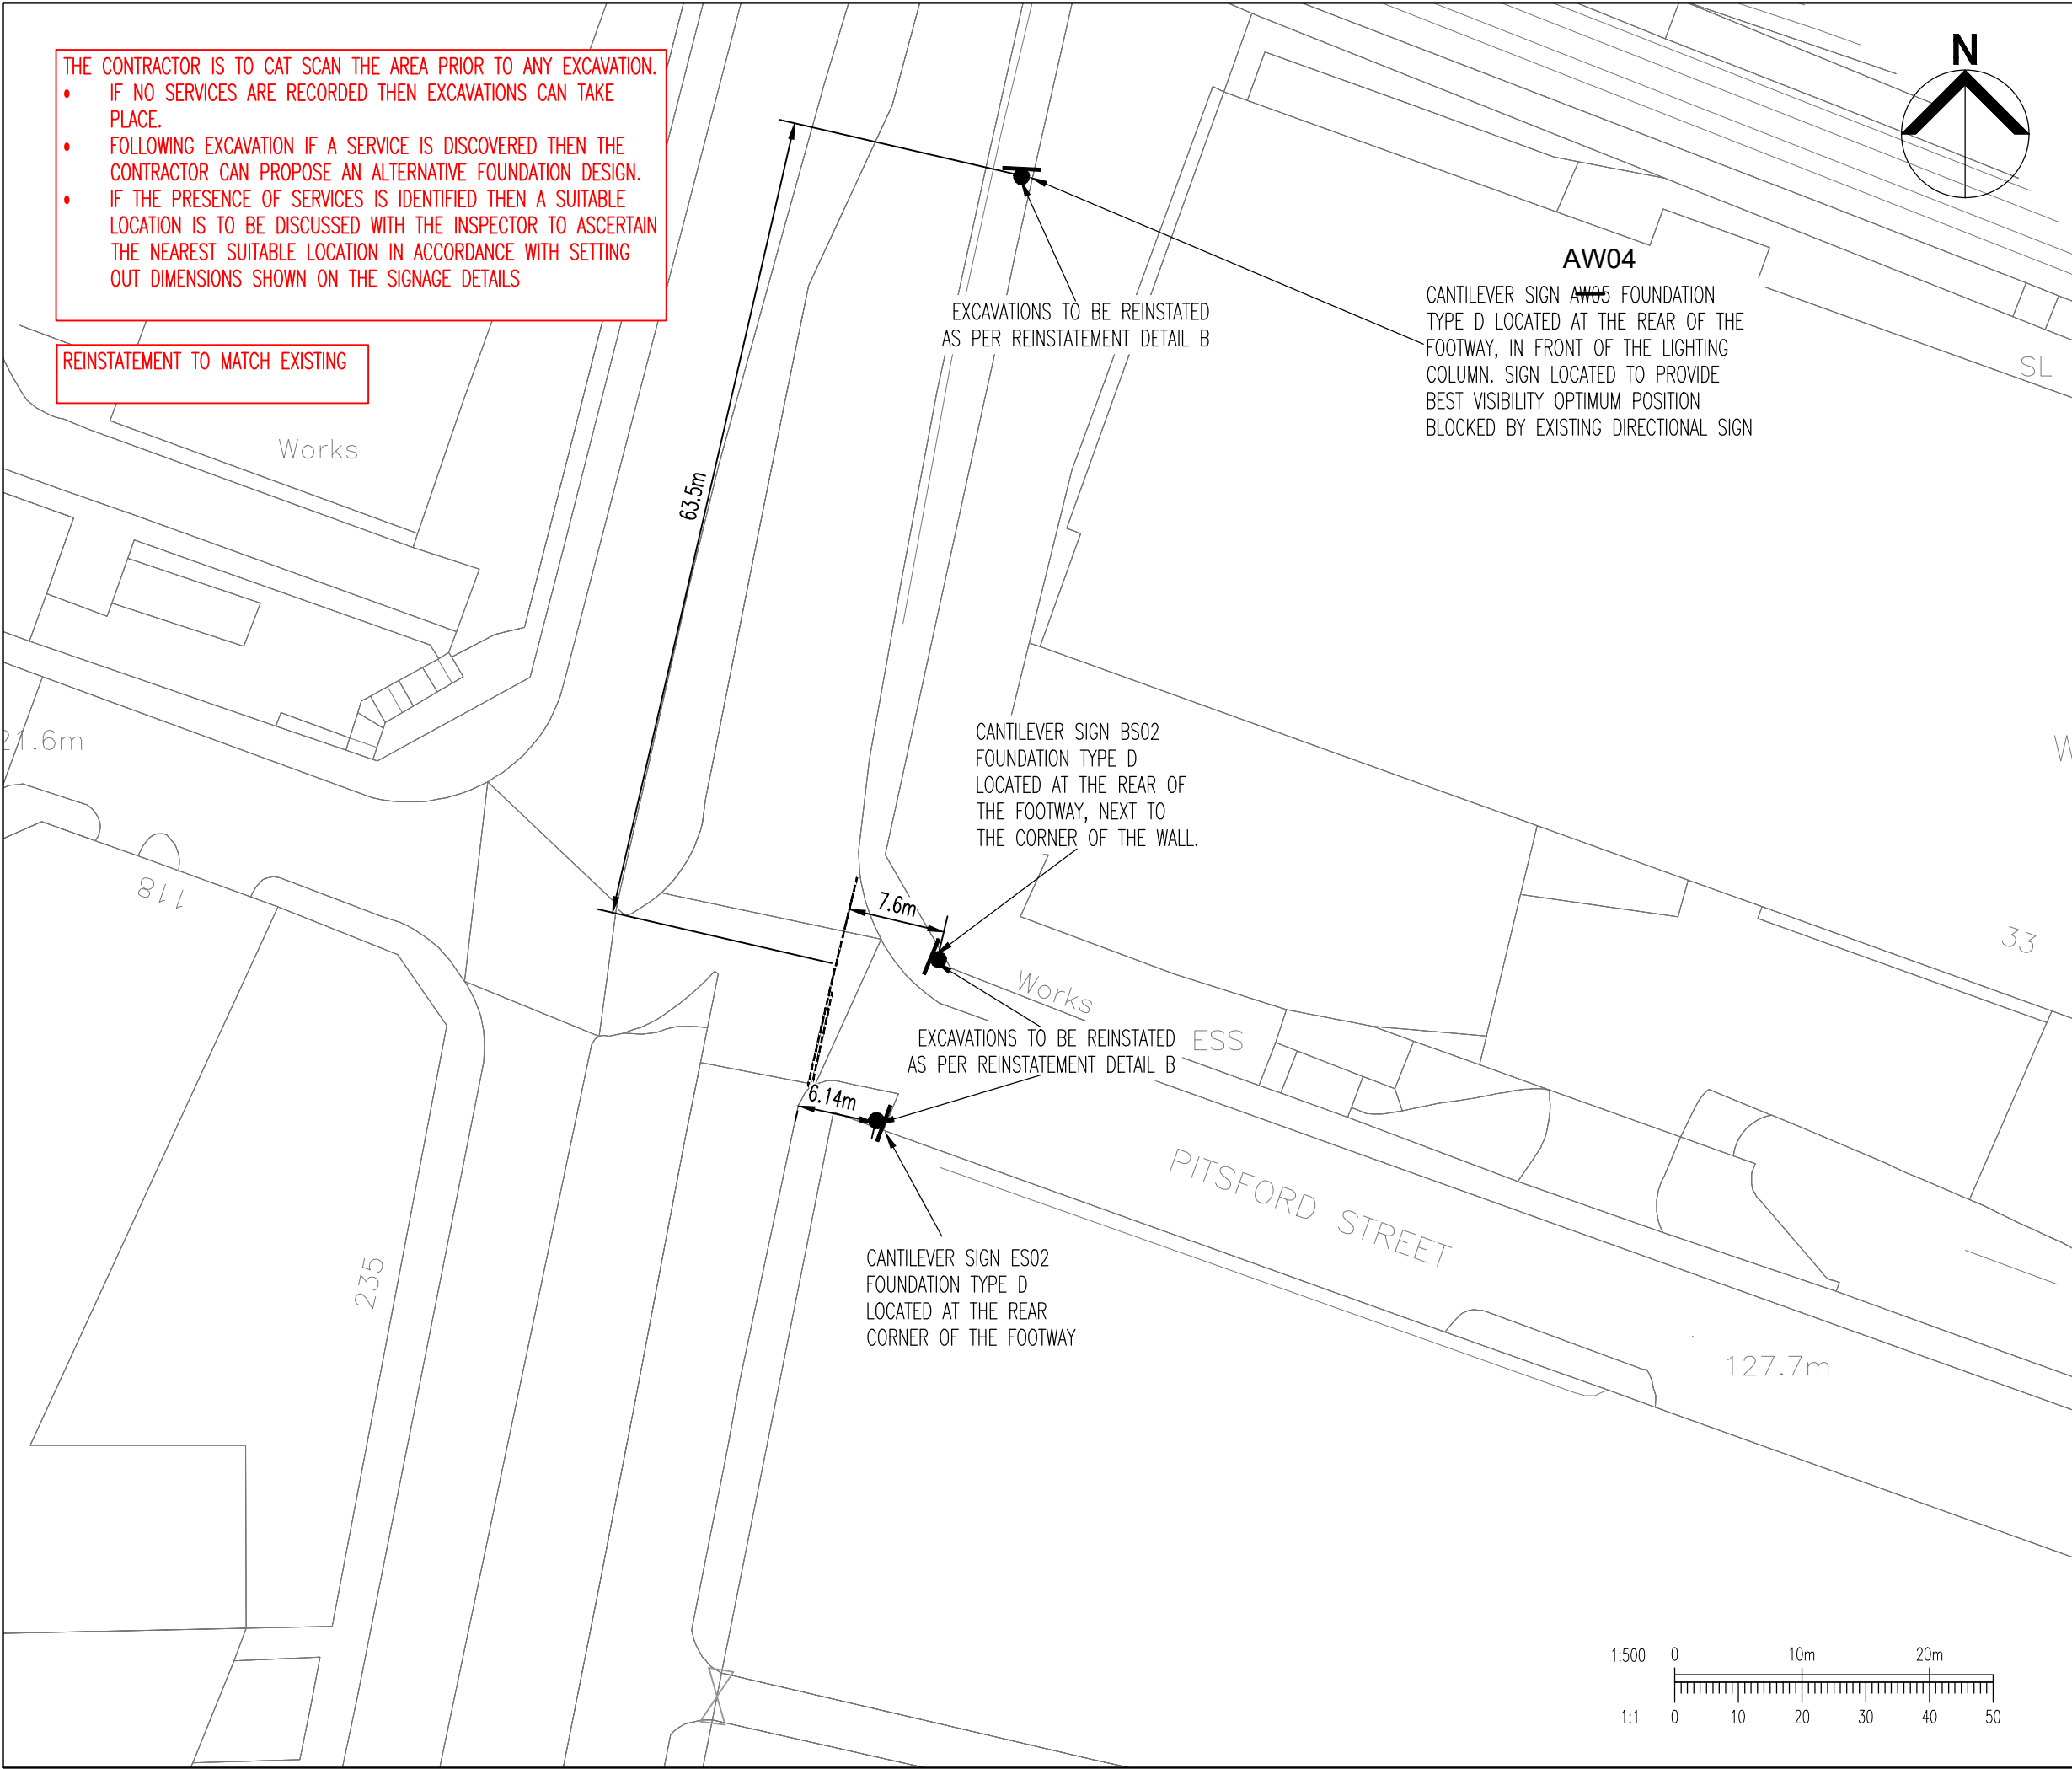 THE CONTRACTOR IS TO CAT SCAN THE AREA PRIOR TO ANY EXCAVATION.
• IF NO SERVICES ARE RECORDED THEN EXCAVATIONS CAN TAKE
PLACE.
• FOLLOWING EXCAVATION IF A SERVICE IS DISCOVERED THEN THE
CONTRACTOR CAN PROPOSE AN ALTERNATIVE FOUNDATION DESIGN.
• IF THE PRESENCE OF SERVICES IS IDENTIFIED THEN A SUITABLE
LOCATION IS TO BE DISCUSSED WITH THE INSPECTOR TO ASCERTAIN
THE NEAREST SUITABLE LOCATION IN ACCORDANCE WITH SETTING
OUT DIMENSIONS SHOWN ON THE SIGNAGE DETAILS
REINSTATEMENT TO MATCH EXISTING
N
AW04
CANTILEVER SIGN AW05 FOUNDATION
TYPE D LOCATED AT THE REAR OF THE
FOOTWAY, IN FRONT OF THE LIGHTING
COLUMN. SIGN LOCATED TO PROVIDE
BEST VISIBILITY OPTIMUM POSITION
BLOCKED BY EXISTING DIRECTIONAL SIGN
EXCAVATIONS TO BE REINSTATED
AS PER REINSTATEMENT DETAIL B
SL
Works
63.5m
21.6m
CANTILEVER SIGN BS02
FOUNDATION TYPE D
LOCATED AT THE REAR OF
THE FOOTWAY, NEXT TO
THE CORNER OF THE WALL.
W
118
7.6m
33
Works
EXCAVATIONS TO BE REINSTATED
AS PER REINSTATEMENT DETAIL B
ESS
6.14m
PITSFORD STREET
CANTILEVER SIGN ES02
FOUNDATION TYPE D
LOCATED AT THE REAR
CORNER OF THE FOOTWAY
235
127.7m
1:500 0 10m 20m
1:1 0 10 20 30 40 50